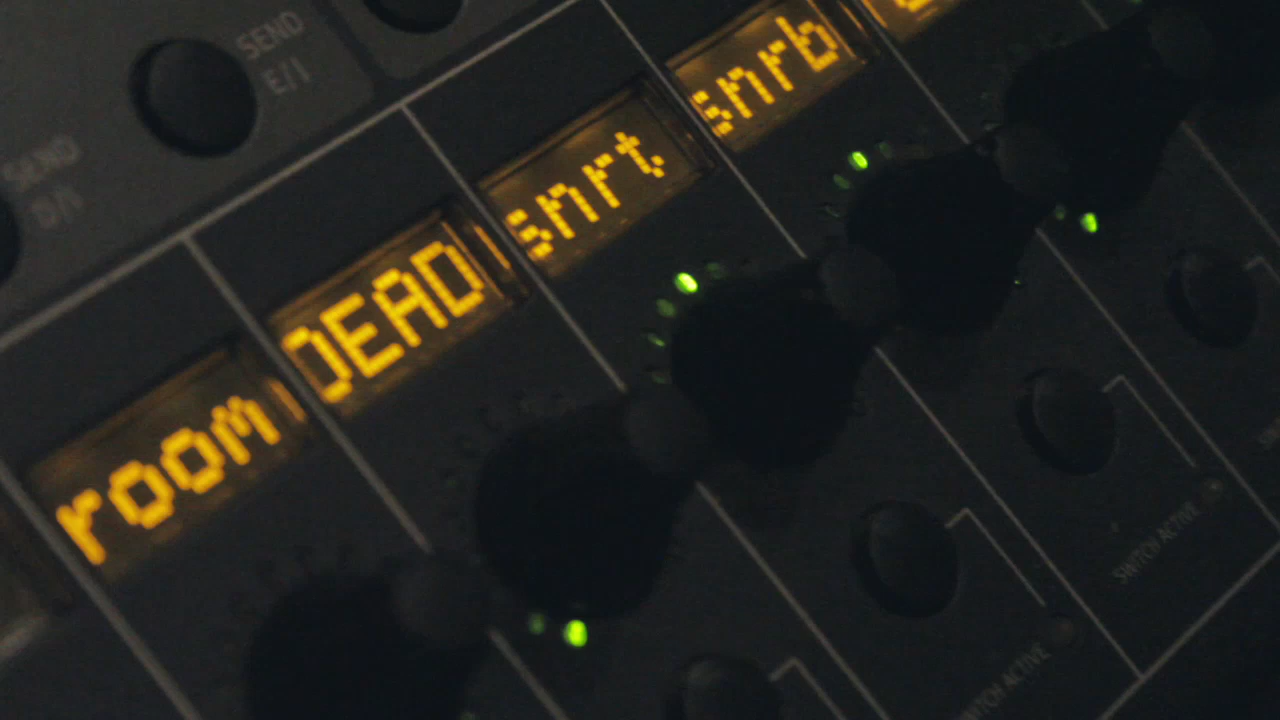 SEND
E/I
SEND
room
DEAD
snrt
snrb
SWITCH ACTIVE
SWITCH ACTIVE